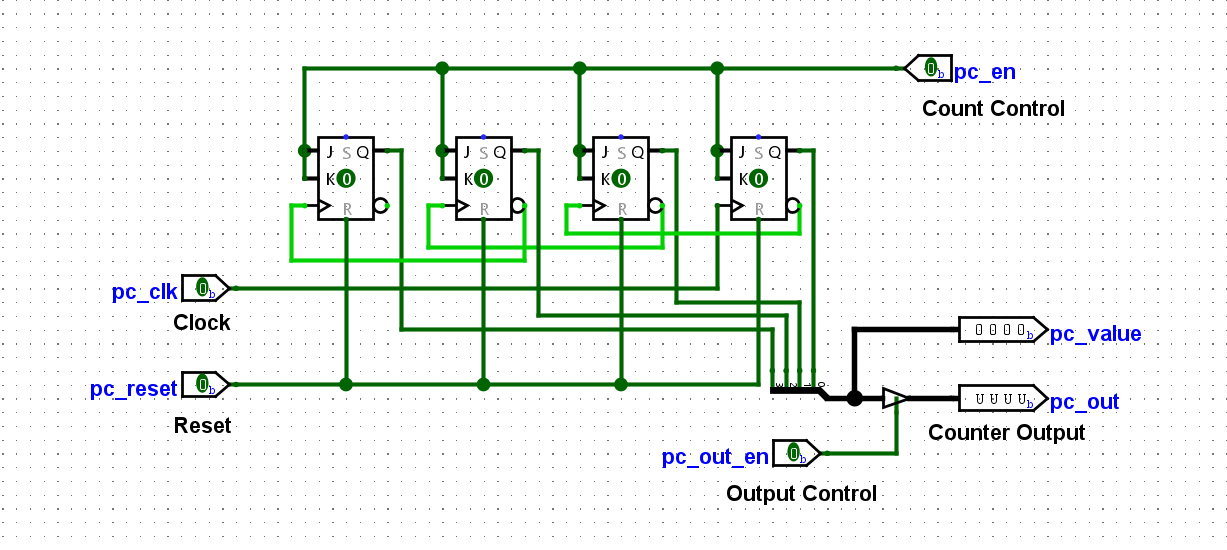 0b pc_en
Count Control
J S Q J S Q J S Q J S Q
K 0 K 0 K 0 K 0
R R R R
pc_clk 0b
Clock
0 0 0 0b pc_value
pc_reset 0b
3 2 1 0
U U U Ub pc_out
Reset
Counter Output
pc_out_en 0b
Output Control